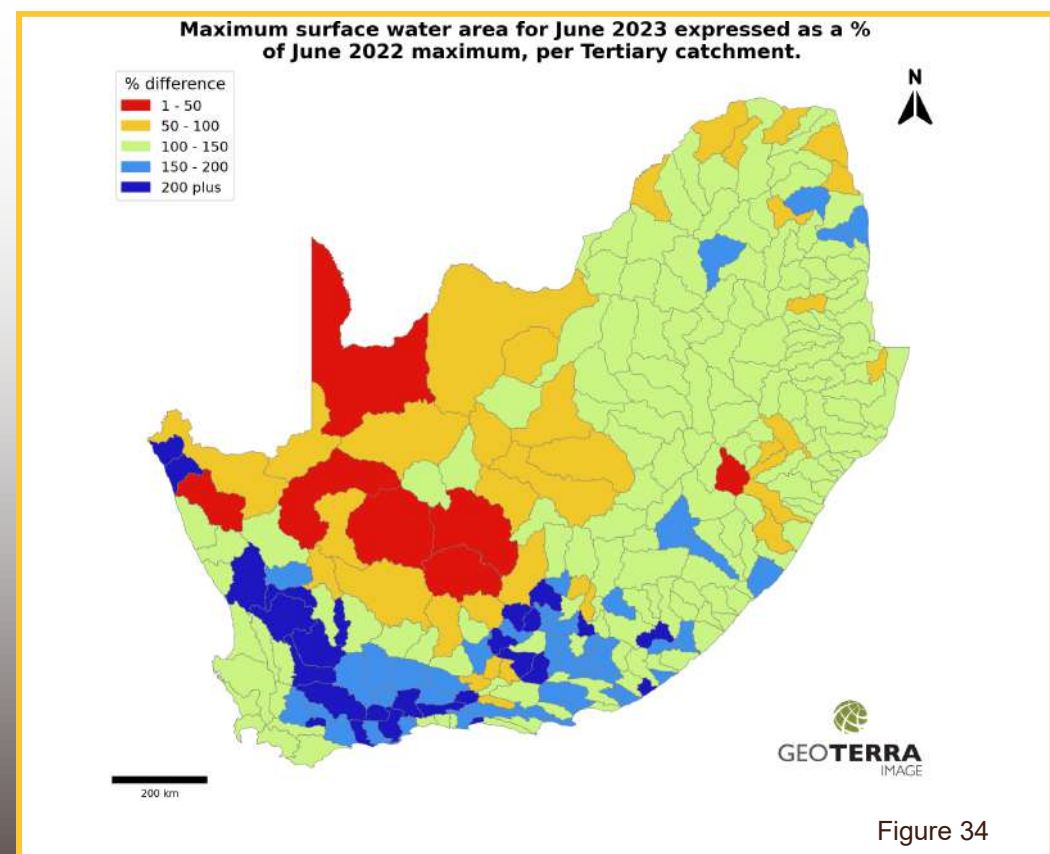 Maximum surface water area for June 2023 expressed as a %
of June 2022 maximum, per Tertiary catchment.
% difference
1 - 50
50 - 100
100 - 150
150 - 200
200 plus
N
GEOTERRA
IMAGE
200 km
Figure 34